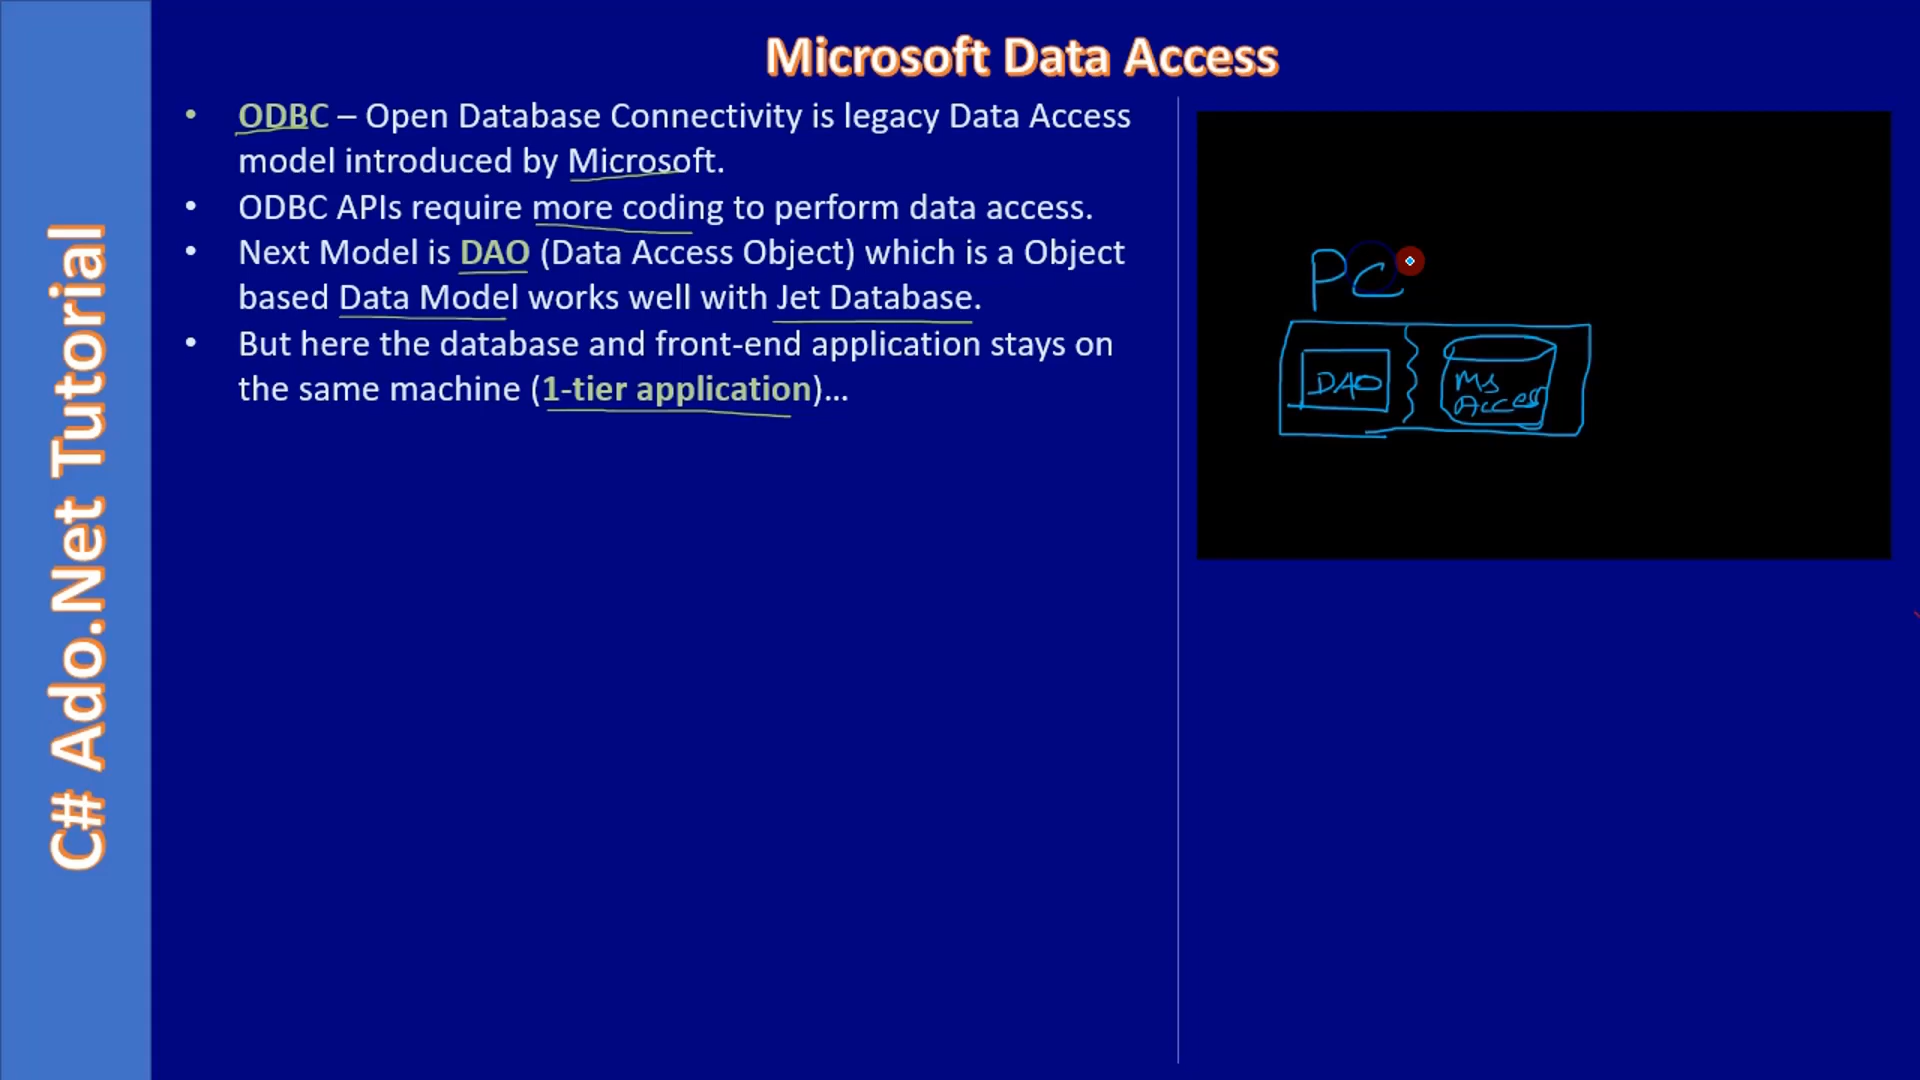 C# Ado.Net Tutorial
Microsoft Data Access
• ODBC – Open Database Connectivity is legacy Data Access
model introduced by Microsoft.
• ODBC APIs require more coding to perform data access.
• Next Model is DAO (Data Access Object) which is a Object
based Data Model works well with Jet Database.
• But here the database and front-end application stays on
the same machine (1-tier application)...
PC
DAO
Ms
Access